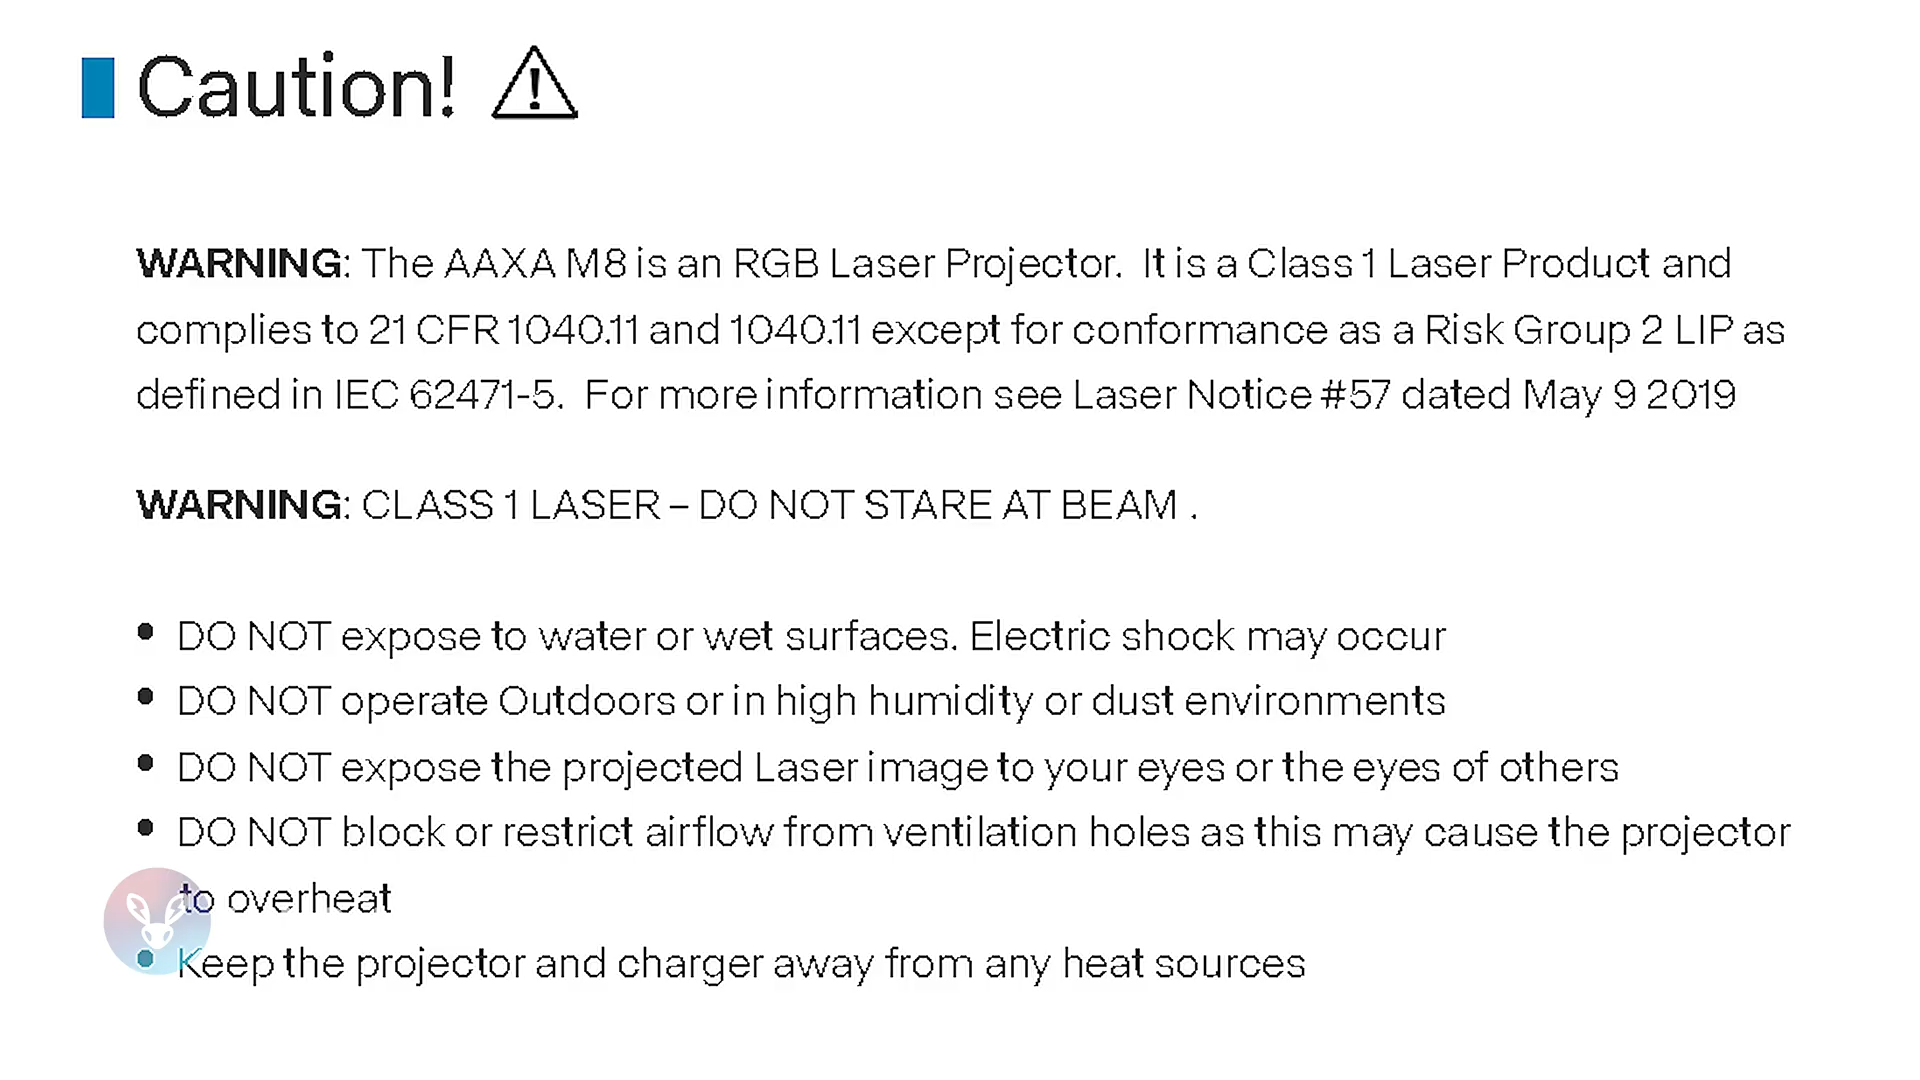 Caution!
WARNING: The AAXA M8 is an RGB Laser Projector. It is a Class 1 Laser Product and
complies to 21 CFR 1040.11 and 1040.11 except for conformance as a Risk Group 2 LIP as
defined in IEC 62471-5. For more information see Laser Notice #57 dated May 9 2019
WARNING: CLASS 1 LASER – DO NOT STARE AT BEAM .
• DO NOT expose to water or wet surfaces. Electric shock may occur
• DO NOT operate Outdoors or in high humidity or dust environments
• DO NOT expose the projected Laser image to your eyes or the eyes of others
• DO NOT block or restrict airflow from ventilation holes as this may cause the projector
to overheat
• Keep the projector and charger away from any heat sources